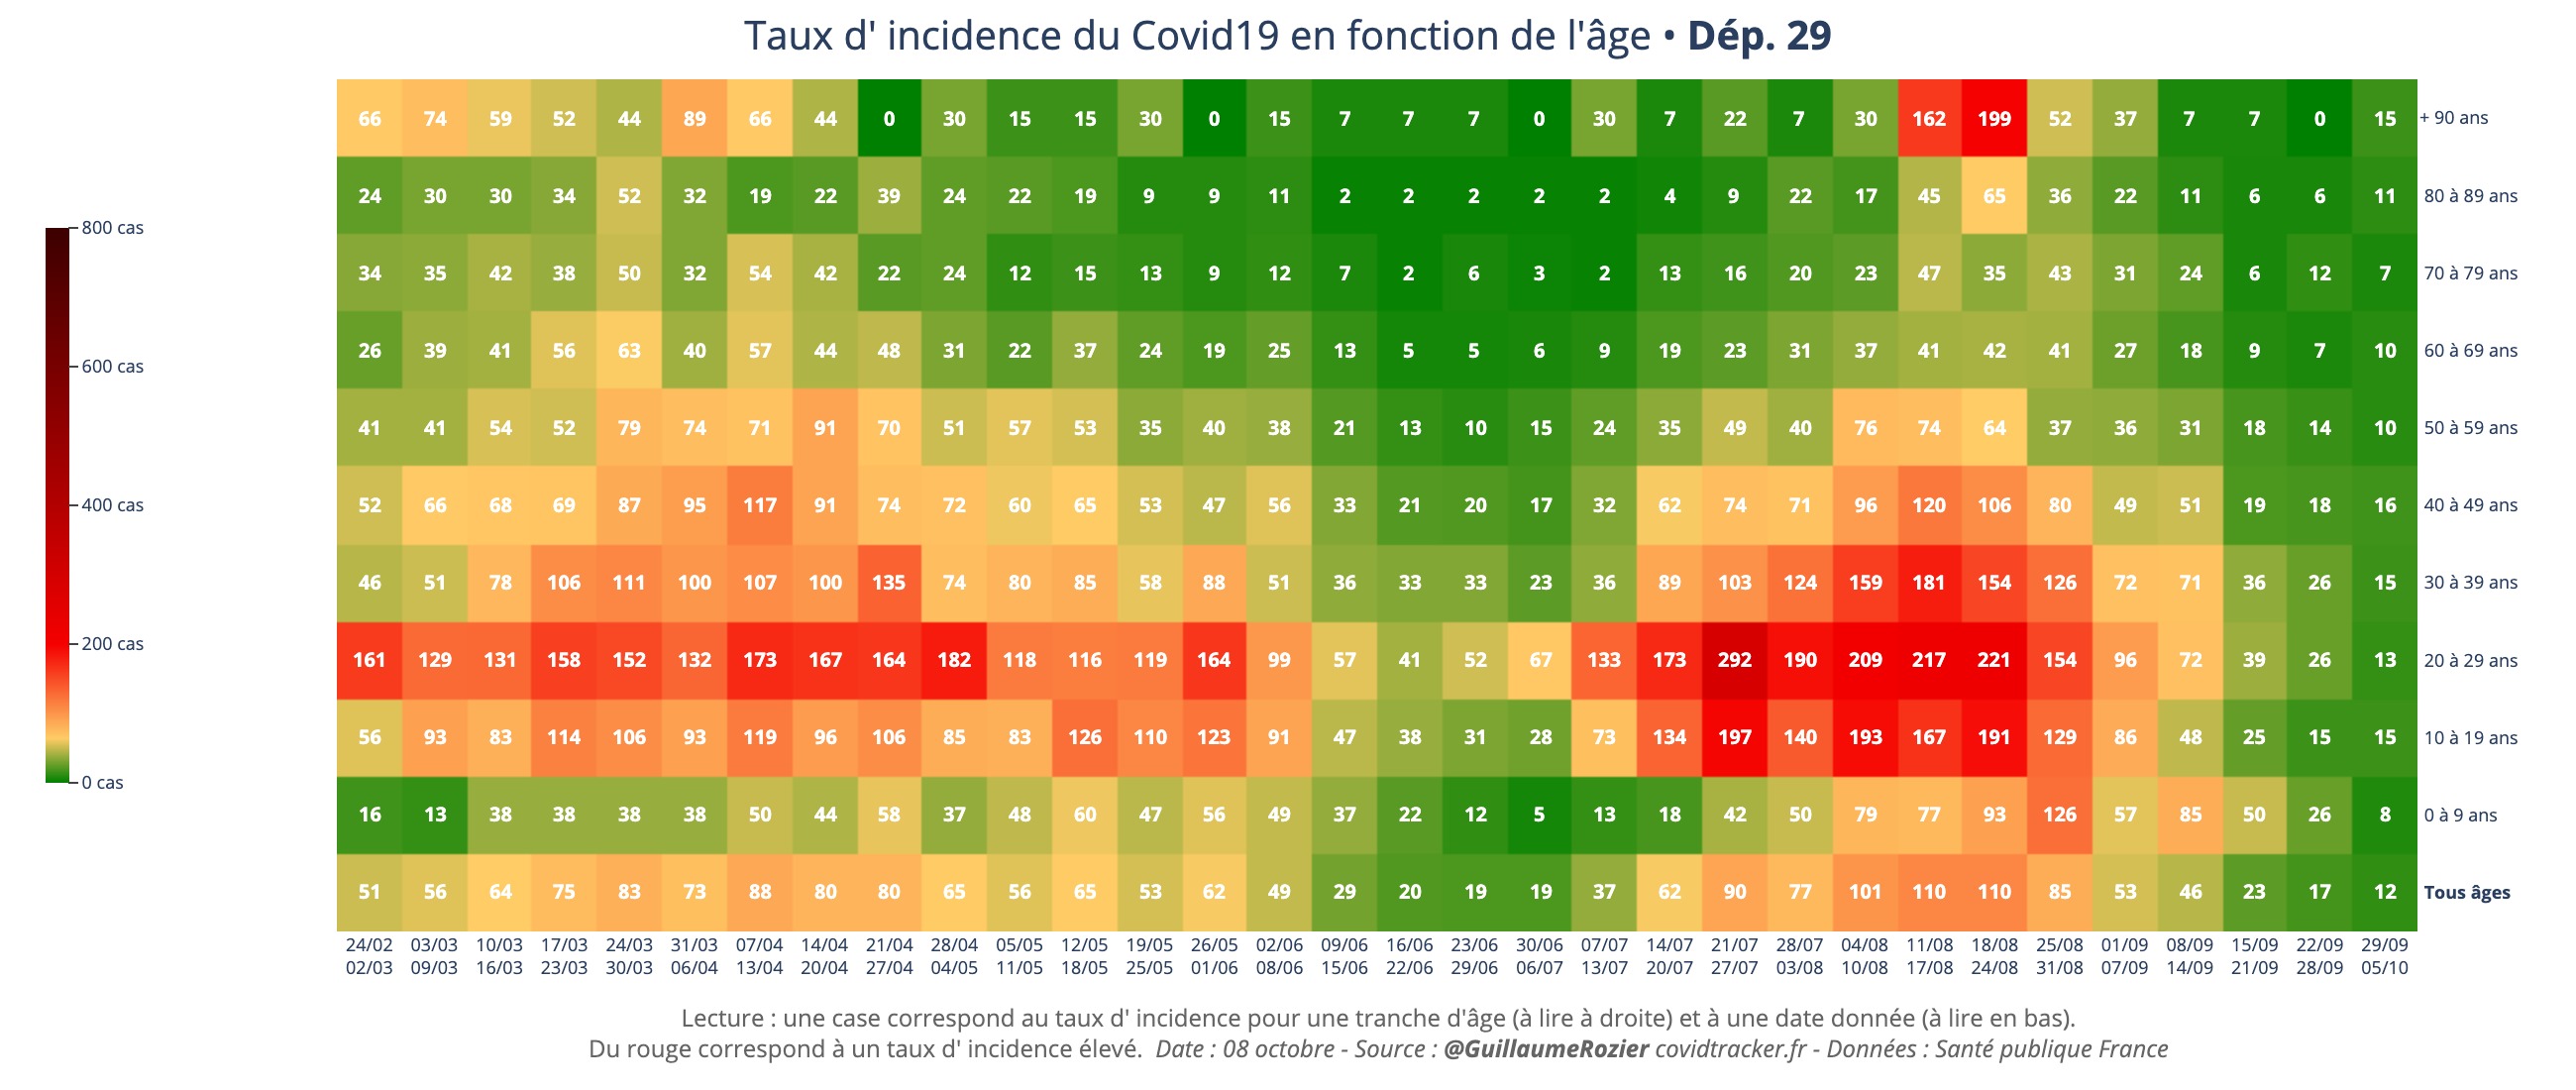 Taux d' incidence du Covid19 en fonction de l'âge • Dép. 29
800 cas
600 cas
400 cas
200 cas
0 cas
66 74 59 52 44 89 66 44 0 30 15 15 30 0 15 7 7 7 0 30 7 22 7 30 162 199 52 37 7 7 0 15 + 90 ans
24 30 30 34 52 32 19 22 39 24 22 19 9 9 11 2 2 2 2 2 4 9 22 17 45 65 36 22 11 6 6 11 80 à 89 ans
34 35 42 38 50 32 54 42 22 24 12 15 13 9 12 7 2 6 3 2 13 16 20 23 47 35 43 31 24 6 12 7 70 à 79 ans
26 39 41 56 63 40 57 44 48 31 22 37 24 19 25 13 5 5 6 9 19 23 31 37 41 42 41 27 18 9 7 10 60 à 69 ans
41 41 54 52 79 74 71 91 70 51 57 53 35 40 38 21 13 10 15 24 35 49 40 76 74 64 37 36 31 18 14 10 50 à 59 ans
52 66 68 69 87 95 117 91 74 72 60 65 53 47 56 33 21 20 17 32 62 74 71 96 120 106 80 49 51 19 18 16 40 à 49 ans
46 51 78 106 111 100 107 100 135 74 80 85 58 88 51 36 33 33 23 36 89 103 124 159 181 154 126 72 71 36 26 15 30 à 39 ans
161 129 131 158 152 132 173 167 164 182 118 116 119 164 99 57 41 52 67 133 173 292 190 209 217 221 154 96 72 39 26 13 20 à 29 ans
56 93 83 114 106 93 119 96 106 85 83 126 110 123 91 47 38 31 28 73 134 197 140 193 167 191 129 86 48 25 15 15 10 à 19 ans
16 13 38 38 38 38 50 44 58 37 48 60 47 56 49 37 22 12 5 13 18 42 50 79 77 93 126 57 85 50 26 8 0 à 9 ans
51 56 64 75 83 73 88 80 80 65 56 65 53 62 49 29 20 19 19 37 62 90 77 101 110 110 85 53 46 23 17 12 Tous âges
24/02 03/03 10/03 17/03 24/03 31/03 07/04 14/04 21/04 28/04 05/05 12/05 19/05 26/05 02/06 09/06 16/06 23/06 30/06 07/07 14/07 21/07 28/07 04/08 11/08 18/08 25/08 01/09 08/09 15/09 22/09 29/09
02/03 09/03 16/03 23/03 30/03 06/04 13/04 20/04 27/04 04/05 11/05 18/05 25/05 01/06 08/06 15/06 22/06 29/06 06/07 13/07 20/07 27/07 03/08 10/08 17/08 24/08 31/08 07/09 14/09 21/09 28/09 05/10
Lecture : une case correspond au taux d' incidence pour une tranche d'âge (à lire à droite) et à une date donnée (à lire en bas).
Du rouge correspond à un taux d' incidence élevé. Date : 08 octobre - Source : @GuillaumeRozier covidtracker.fr - Données : Santé publique France